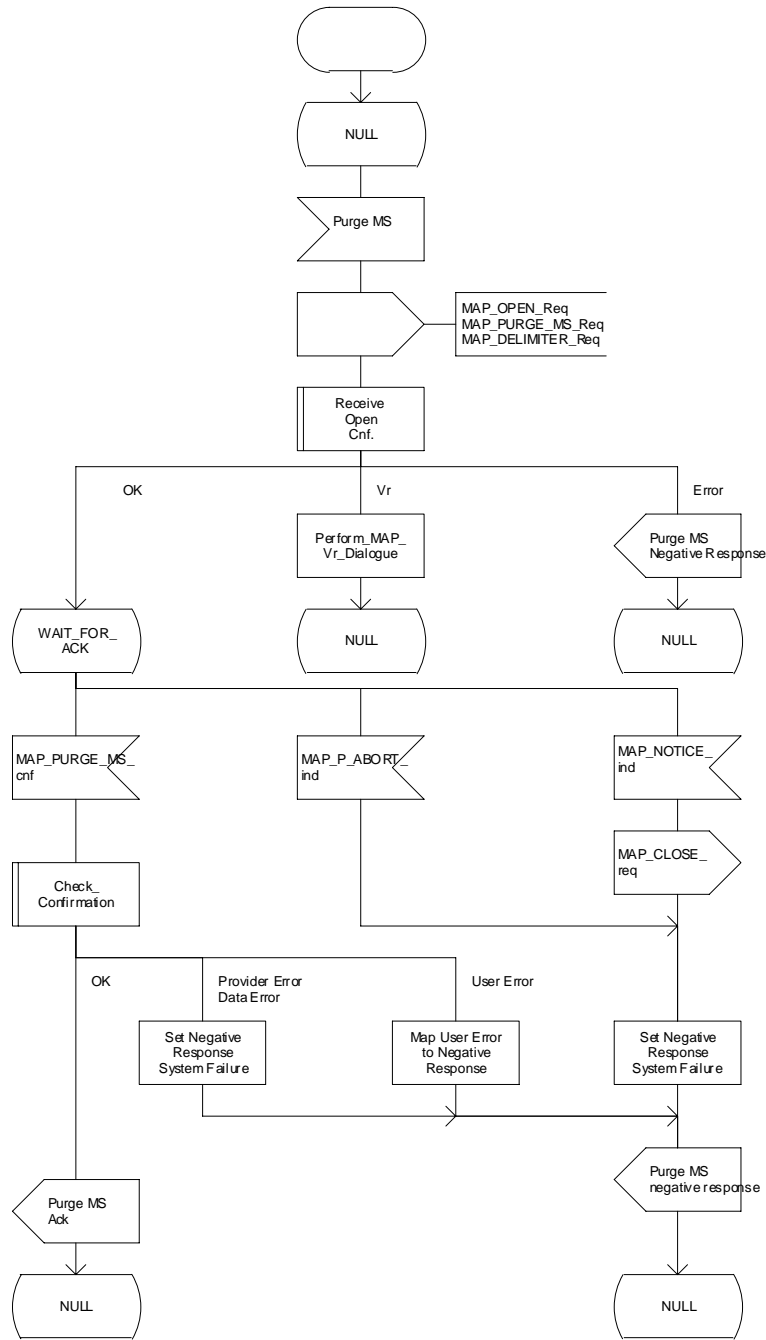 NULL
Purge MS
MAP_OPEN_Req
MAP_PURGE_MS_Req
MAP_DELIMITER_Req
Receive
Open
Cnf.
OK
Vr
Error
Perform_MAP_
Vr_Dialogue
Purge MS
Negative Response
WAIT_FOR_
ACK
NULL
NULL
MAP_PURGE_MS_
cnf
MAP_P_ABORT_
ind
MAP_NOTICE_
ind
MAP_CLOSE_
req
Check_
Confirmation
OK
Provider Error
Data Error
User Error
Set Negative
Response
System Failure
Map User Error
to Negative
Response
Set Negative
Response
System Failure
Purge MS
negative response
Purge MS
Ack
NULL
NULL